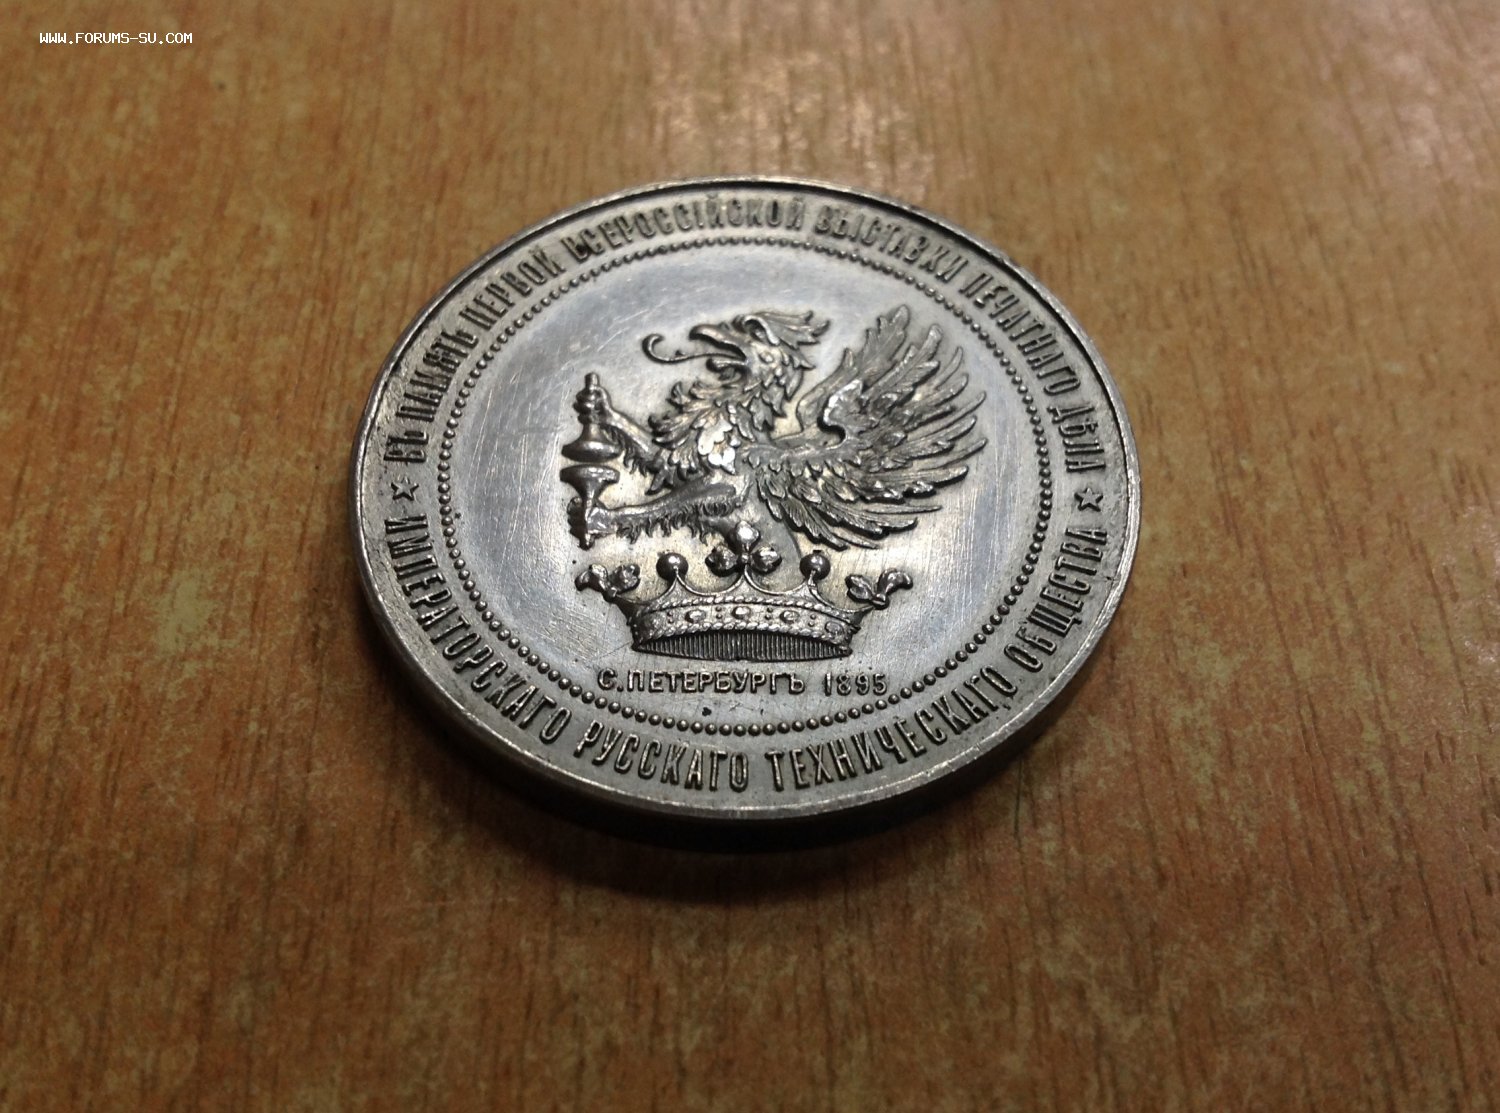 WWW.FORUMS-SU.COM
★ ВЪ ПАМЯТЬ ПЕРВОЙ ВСЕРОССІЙСКОЙ ВЫСТАВКИ ПЕЧАТНАГО ДѢЛА ★
ИМПЕРАТОРСКАГО РУССКАГО ТЕХНИЧЕСКАГО ОБЩЕСТВА
С.ПЕТЕРБУРГЪ 1895